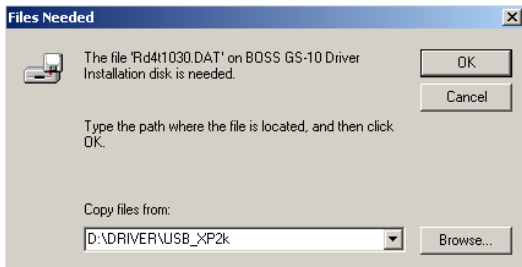 Files Needed
The file 'Rd4t1030.DAT' on BOSS GS-10 Driver
Installation disk is needed.
OK
Cancel
Type the path where the file is located, and then click
OK.
Copy files from:
D:\DRIVER\USB_XP2k
Browse...